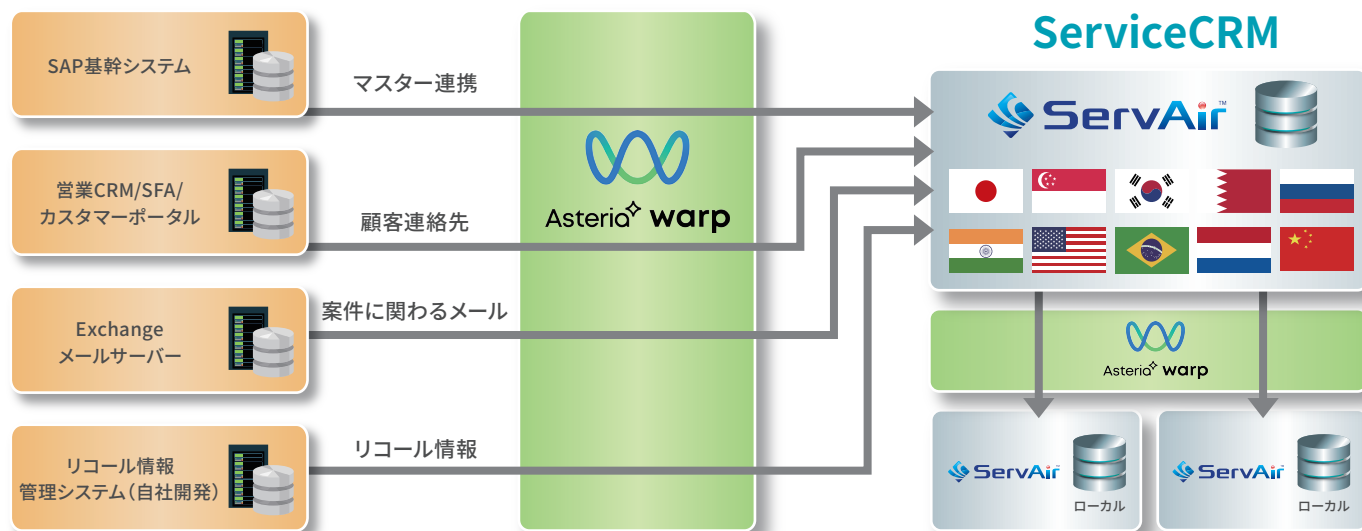 SAP基幹システム
マスター連携
営業CRM/SFA/
カスタマーポータル
顧客連絡先
Exchange
メールサーバー
案件に関わるメール
リコール情報
管理システム(自社開発)
リコール情報
Asteria warp
ServiceCRM
ServAir™
Asteria warp
ServAir
ローカル
ServAir
ローカル